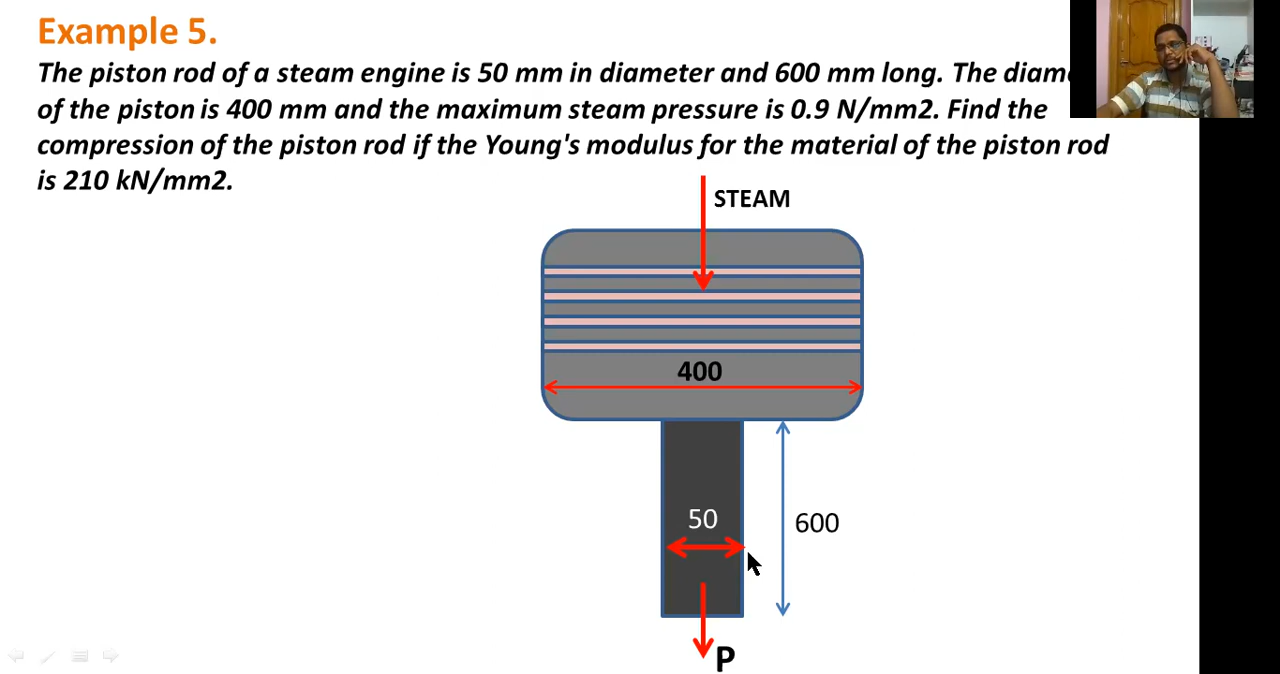 Example 5.
The piston rod of a steam engine is 50 mm in diameter and 600 mm long. The
of the piston is 400 mm and the maximum steam pressure is 0.9 N/mm2. Find the
compression of the piston rod if the Young's modulus for the material of the piston rod
is 210 kN/mm2.
STEAM
400
50
600
P